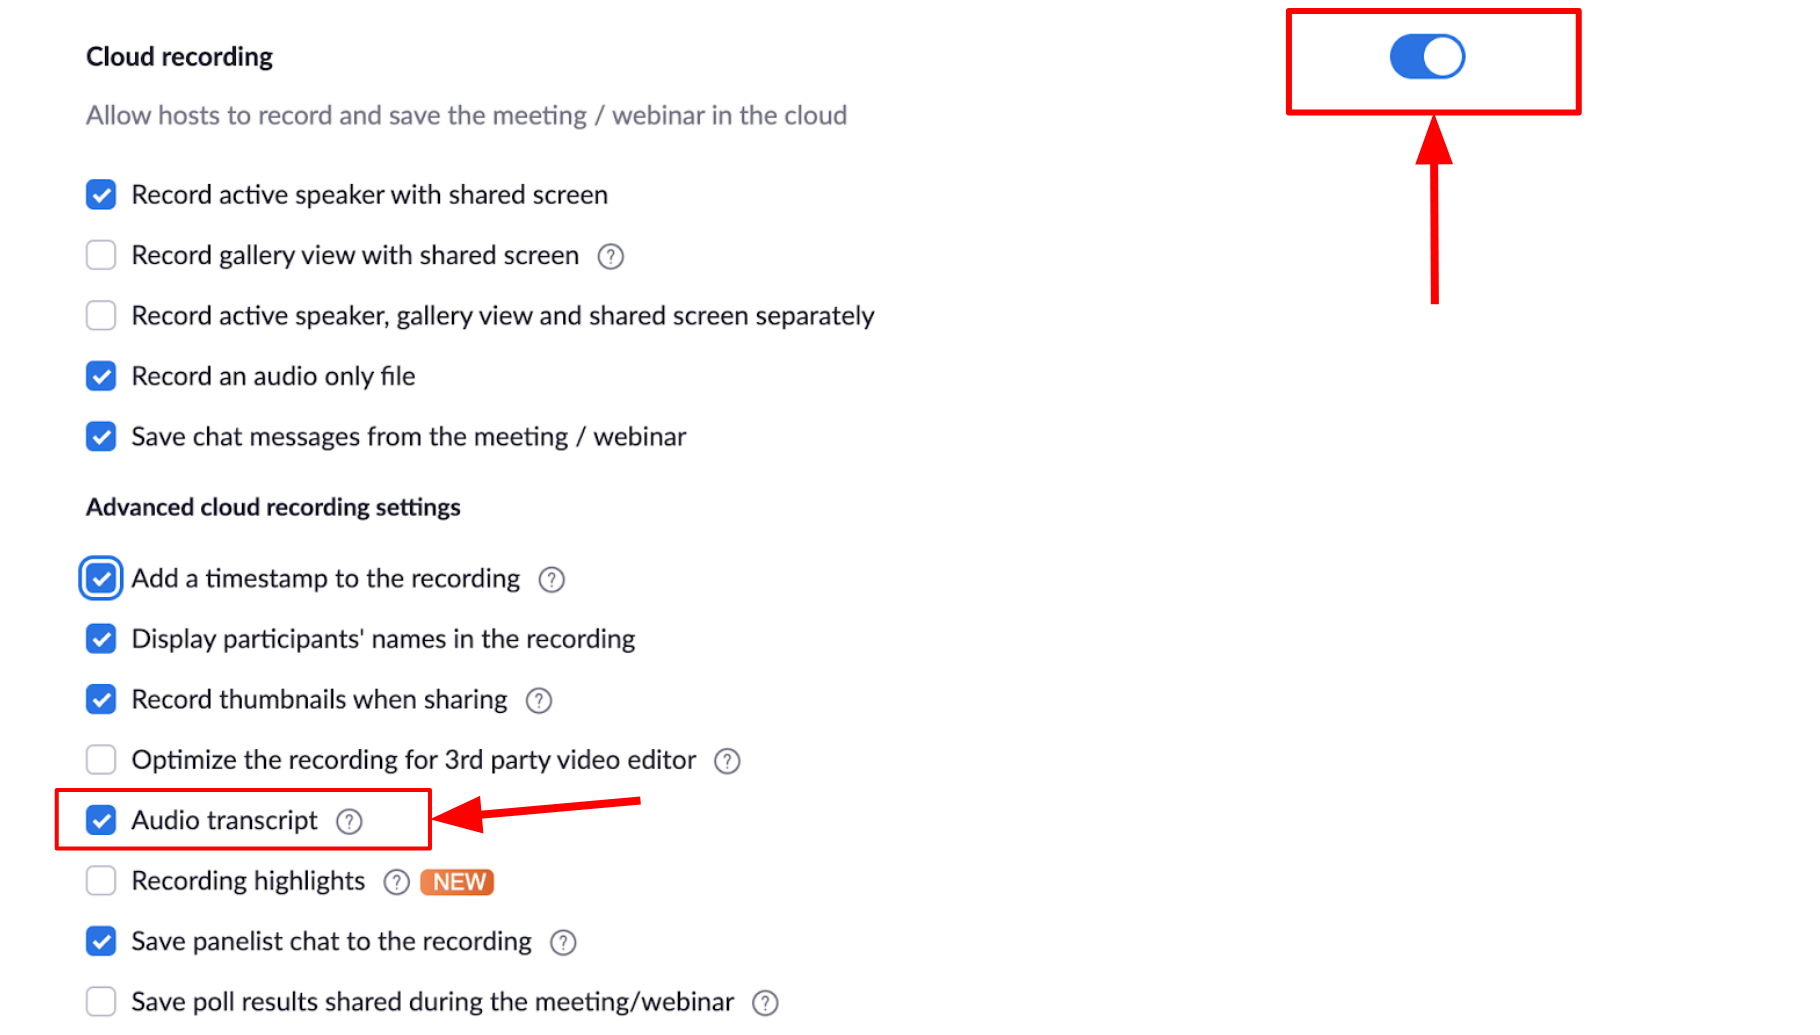 Cloud recording
Allow hosts to record and save the meeting / webinar in the cloud
Record active speaker with shared screen
Record gallery view with shared screen ?
Record active speaker, gallery view and shared screen separately
Record an audio only file
Save chat messages from the meeting / webinar
Advanced cloud recording settings
Add a timestamp to the recording ?
Display participants' names in the recording
Record thumbnails when sharing ?
Optimize the recording for 3rd party video editor ?
Audio transcript ?
Recording highlights ? NEW
Save panelist chat to the recording ?
Save poll results shared during the meeting/webinar ?